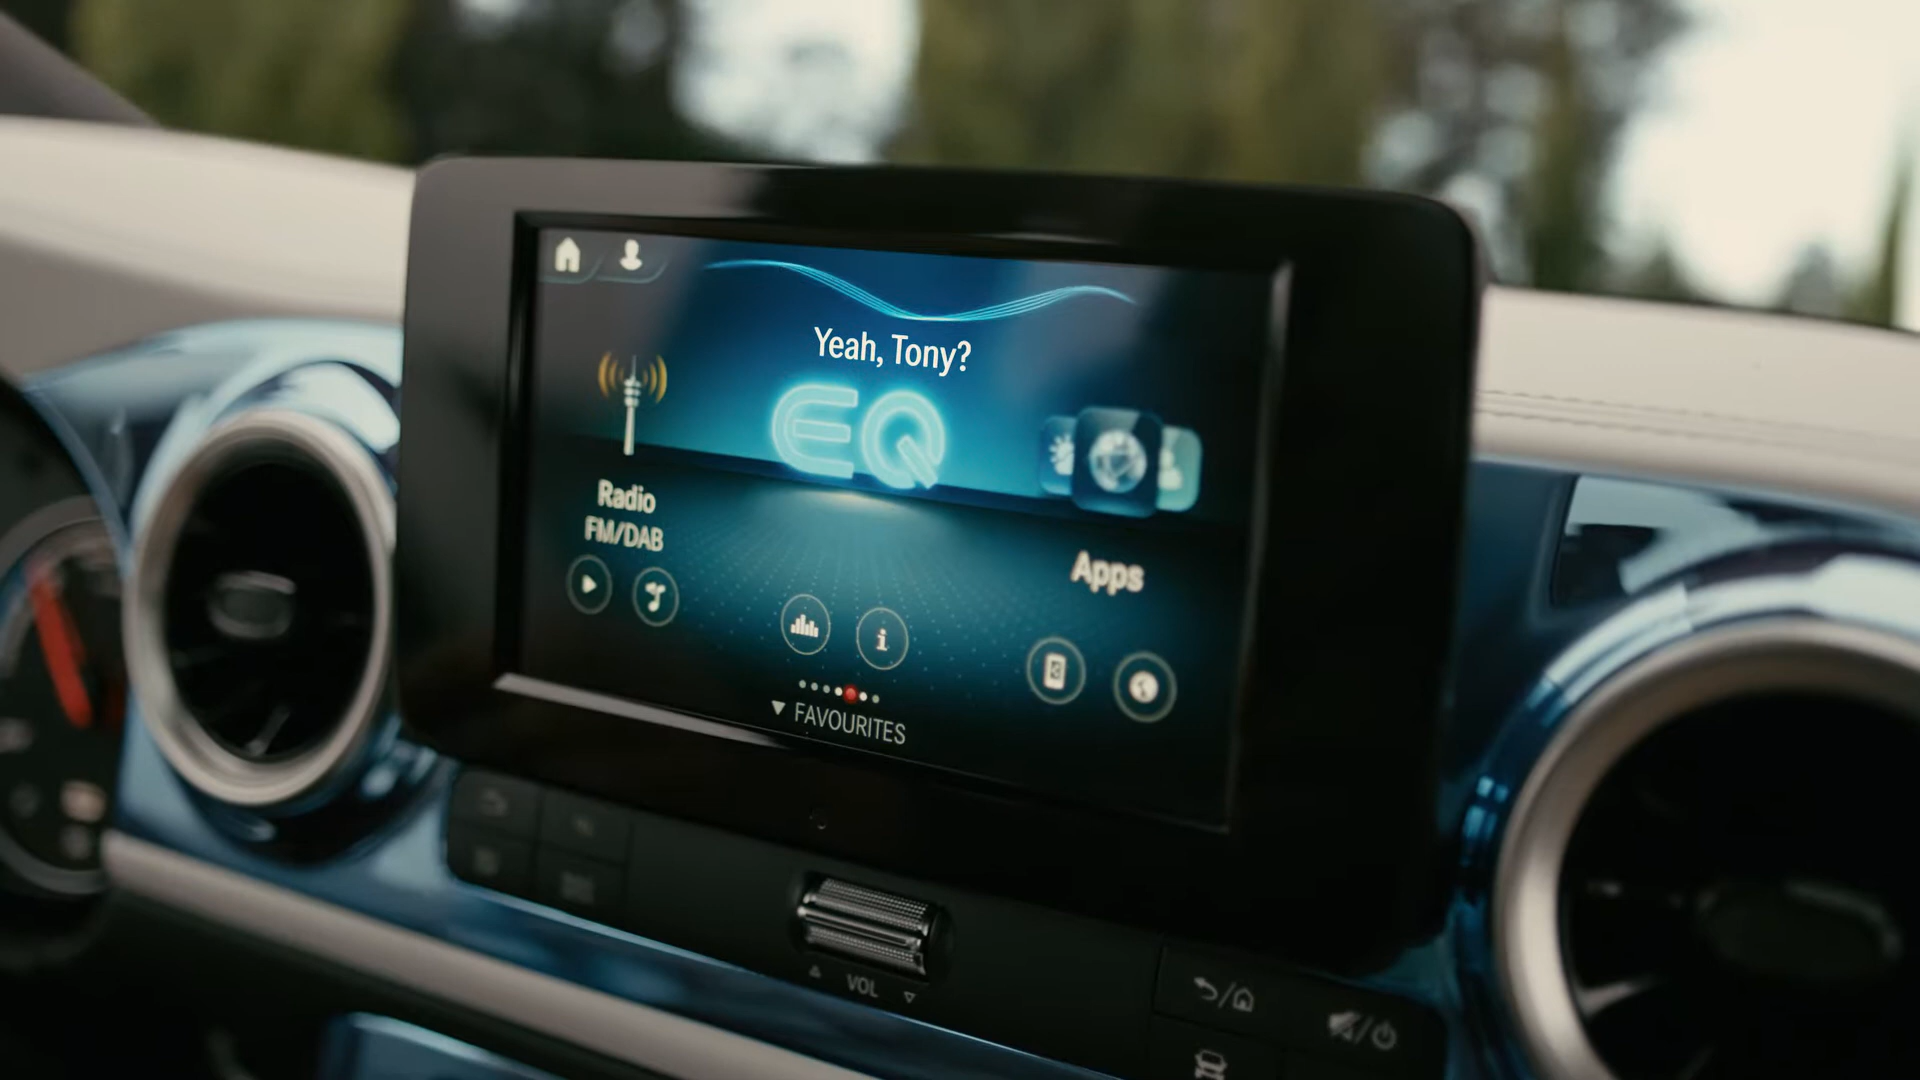 Yeah, Tony?
EQ
Radio
FM/DAB
Apps
FAVOURITES
VOL